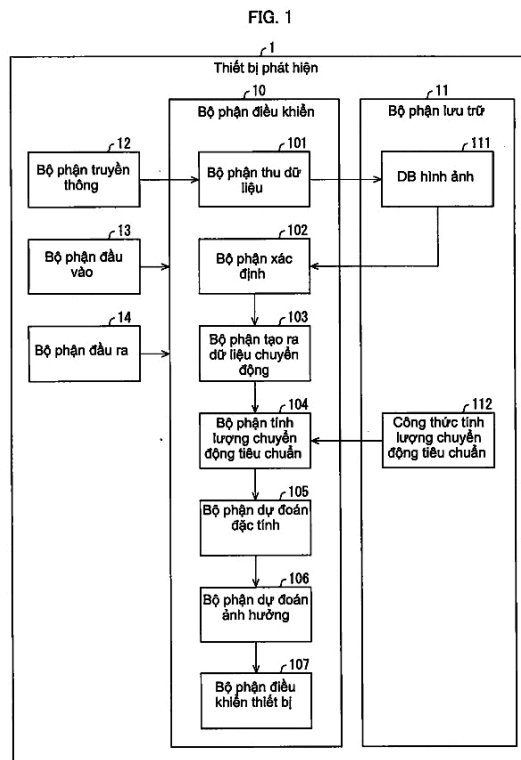 FIG. 1
1
Thiết bị phát hiện
10
Bộ phận điều khiển
11
Bộ phận lưu trữ
12
Bộ phận truyền
thông
101
Bộ phận thu dữ
liệu
111
DB hình ảnh
13
Bộ phận đầu
vào
102
Bộ phận xác
định
14
Bộ phận đầu ra
103
Bộ phận tạo ra
dữ liệu chuyển
động
104
Bộ phận tính
lượng chuyển
động tiêu chuẩn
112
Công thức tính
lượng chuyển
động tiêu chuẩn
105
Bộ phận dự đoán
đặc tính
106
Bộ phận dự đoán
ảnh hưởng
107
Bộ phận điều
khiển thiết bị